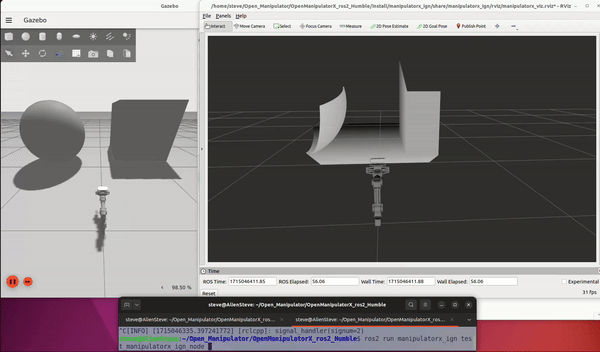 Gazebo
/home/steve/Open_Manipulator/OpenManipulatorX_ros2_Humble/install/manipulatorx_ign/share/manipulatorx_ign/rviz/manipulatorx_viz.rviz* - RViz
File Panels Help
Gazebo
Interact Move Camera Select Focus Camera Measure 2D Pose Estimate 2D Goal Pose Publish Point
98.50 %
Time
ROS Time: 1715046411.85 ROS Elapsed: 56.06 Wall Time: 1715046411.88 Wall Elapsed: 56.06 Experimental
Reset 31 fps
steve@AlienSteve: ~/Open_Manipulator/OpenManipulatorX_ros2_Humble
steve@AlienSteve: ~/Open_Manipulator/OpenManipulatorX_ros... steve@AlienSteve: ~/Open_Manipulator/OpenManipulatorX_ros...
^C[INFO] [1715046335.397241772] [rclcpp]: signal_handler(signum=2)
steve@AlienSteve:~/Open_Manipulator/OpenManipulatorX_ros2_Humble$ ros2 run manipulatorx_ign tes
t_manipulatorx_ign_node